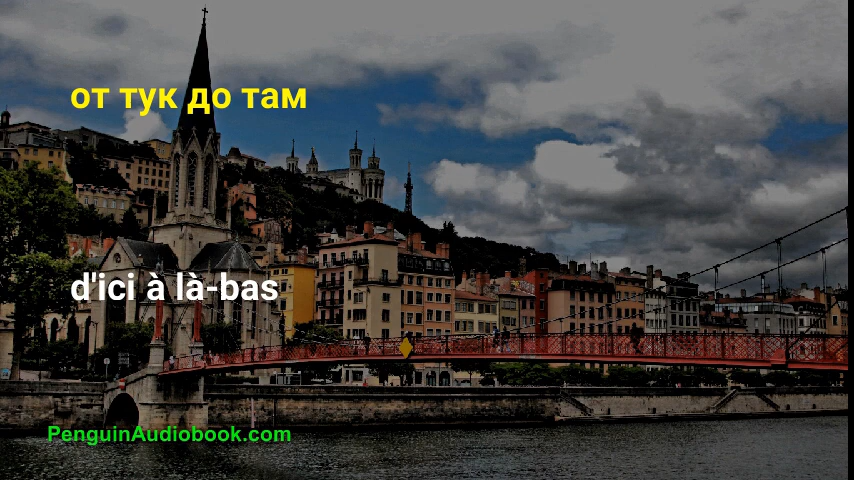 от тук до там
d'ici à là-bas
PenguinAudiobook.com